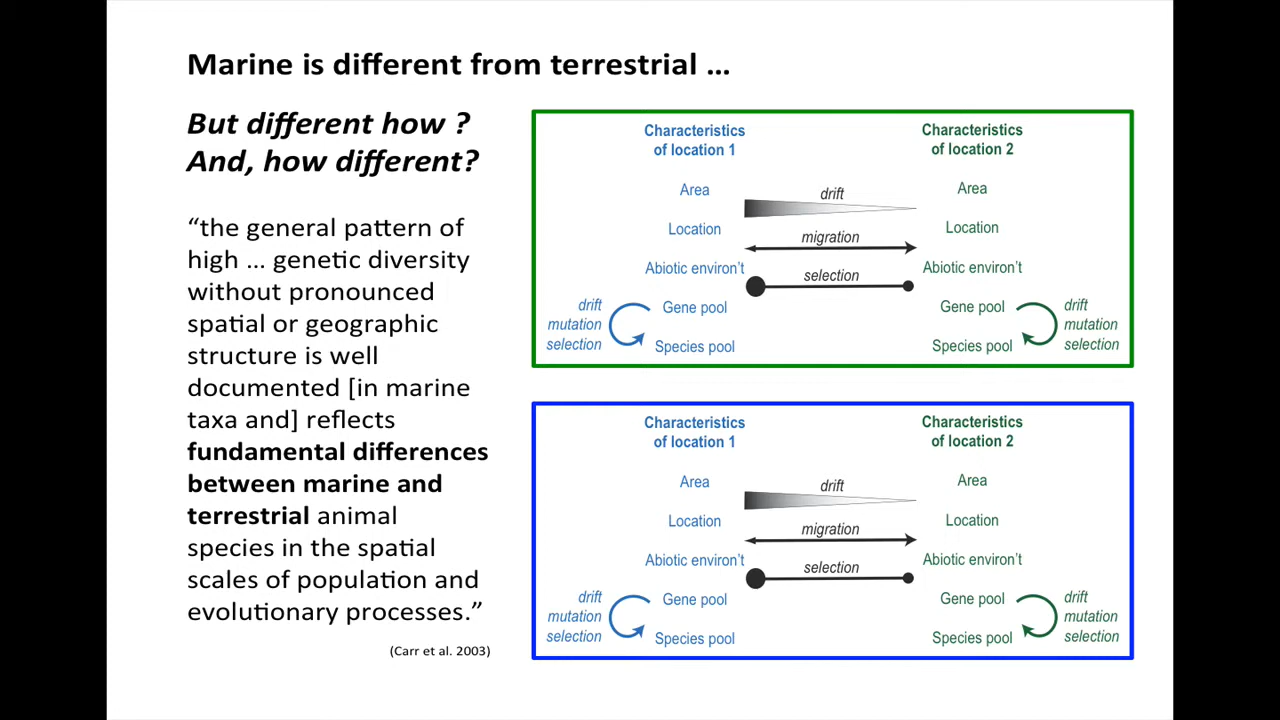 Marine is different from terrestrial …
But different how ?
And, how different?
“the general pattern of
high … genetic diversity
without pronounced
spatial or geographic
structure is well
documented [in marine
taxa and] reflects
fundamental differences
between marine and
terrestrial animal
species in the spatial
scales of population and
evolutionary processes.”
(Carr et al. 2003)
Characteristics
of location 1
Area
Location
Abiotic environ't
Gene pool
Species pool
drift
mutation
selection
drift
migration
selection
Characteristics
of location 2
Area
Location
Abiotic environ't
Gene pool
Species pool
drift
mutation
selection
Characteristics
of location 1
Area
Location
Abiotic environ't
Gene pool
Species pool
drift
mutation
selection
drift
migration
selection
Characteristics
of location 2
Area
Location
Abiotic environ't
Gene pool
Species pool
drift
mutation
selection